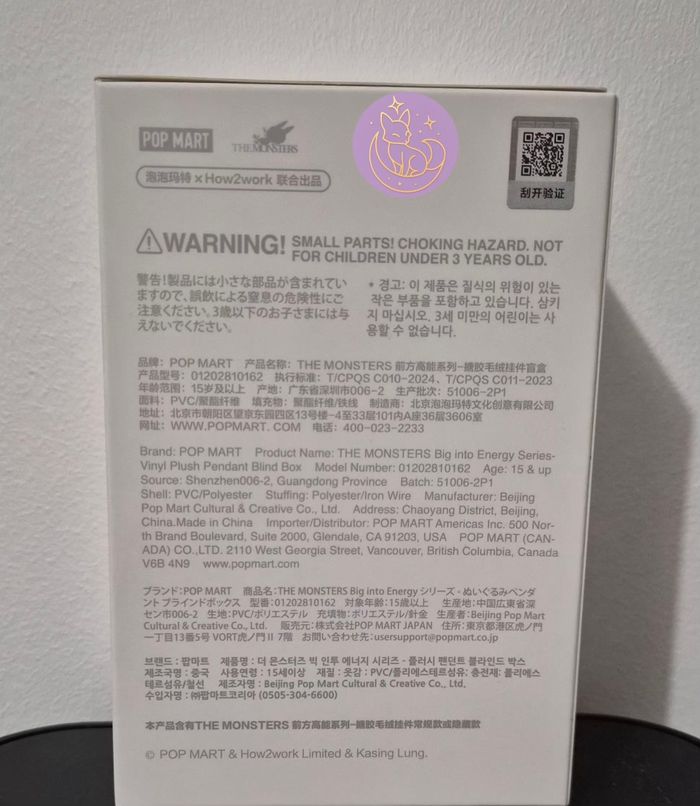 POP MART
THE MONSTERS
泡泡玛特 × How2work 联合出品
刮开验证
WARNING! SMALL PARTS! CHOKING HAZARD. NOT
FOR CHILDREN UNDER 3 YEARS OLD.
警告!製品には小さな部品が含まれてい
ますので、誤飲による窒息の危険性にご
注意ください。3歳以下のお子さまには与
えないでください。
* 경고: 이 제품은 질식의 위험이 있는
작은 부품을 포함하고 있습니다. 삼키
지 마십시오. 3세 미만의 어린이는 사
용할 수 없습니다.
品牌：POP MART 产品名称：THE MONSTERS 前方高能系列-搪胶毛绒挂件盲盒
产品型号：01202810162 执行标准：T/CPQS C010-2024、T/CPQS C011-2023
年龄范围：15岁及以上 产地：广东省深圳市006-2 生产批次：51006-2P1
面料：PVC/聚酯纤维 填充物：聚酯纤维/铁线 制造商：北京泡泡玛特文化创意有限公司
地址：北京市朝阳区望京东园四区13号楼-4至33层101内A座36层3606室
网址：WWW.POPMART.COM 电话：400-023-2233
Brand: POP MART Product Name: THE MONSTERS Big into Energy Series-
Vinyl Plush Pendant Blind Box Model Number: 01202810162 Age: 15 & up
Source: Shenzhen006-2, Guangdong Province Batch: 51006-2P1
Shell: PVC/Polyester Stuffing: Polyester/Iron Wire Manufacturer: Beijing
Pop Mart Cultural & Creative Co., Ltd. Address: Chaoyang District, Beijing,
China.Made in China Importer/Distributor: POP MART Americas Inc. 500 Nor-
th Brand Boulevard, Suite 2000, Glendale, CA 91203, USA POP MART (CAN-
ADA) CO.,LTD. 2110 West Georgia Street, Vancouver, British Columbia, Canada
V6B 4N9 www.popmart.com
ブランド：POP MART 商品名：THE MONSTERS Big into Energy シリーズ - ぬいぐるみペンダ
ント ブラインドボックス 型番：01202810162 対象年齢：15歳以上 生産地：中国広東省深
セン市006-2 生地：PVC/ポリエステル 充填物：ポリエステル/針金 生産者：Beijing Pop Mart
Cultural & Creative Co., Ltd. 販売元：株式会社POP MART JAPAN 住所：東京都港区虎ノ門
一丁目13番5号 VORT虎ノ門Ⅱ 7階 お問い合わせ先：usersupport@popmart.co.jp
브랜드 : 팝마트 제품명 : 더 몬스터즈 빅 인투 에너지 시리즈 - 플러시 펜던트 블라인드 박스
제조국명 : 중국 사용연령 : 15세이상 재질 : 옷감 : PVC/폴리에스테르섬유: 충전재: 폴리에스
테르섬유/철선 제조자명 : Beijing Pop Mart Cultural & Creative Co., Ltd.
수입자명 : ㈜팝마트코리아 (0505-304-6600)
本产品含有THE MONSTERS 前方高能系列-搪胶毛绒挂件常规款或隐藏款
© POP MART & How2work Limited & Kasing Lung.